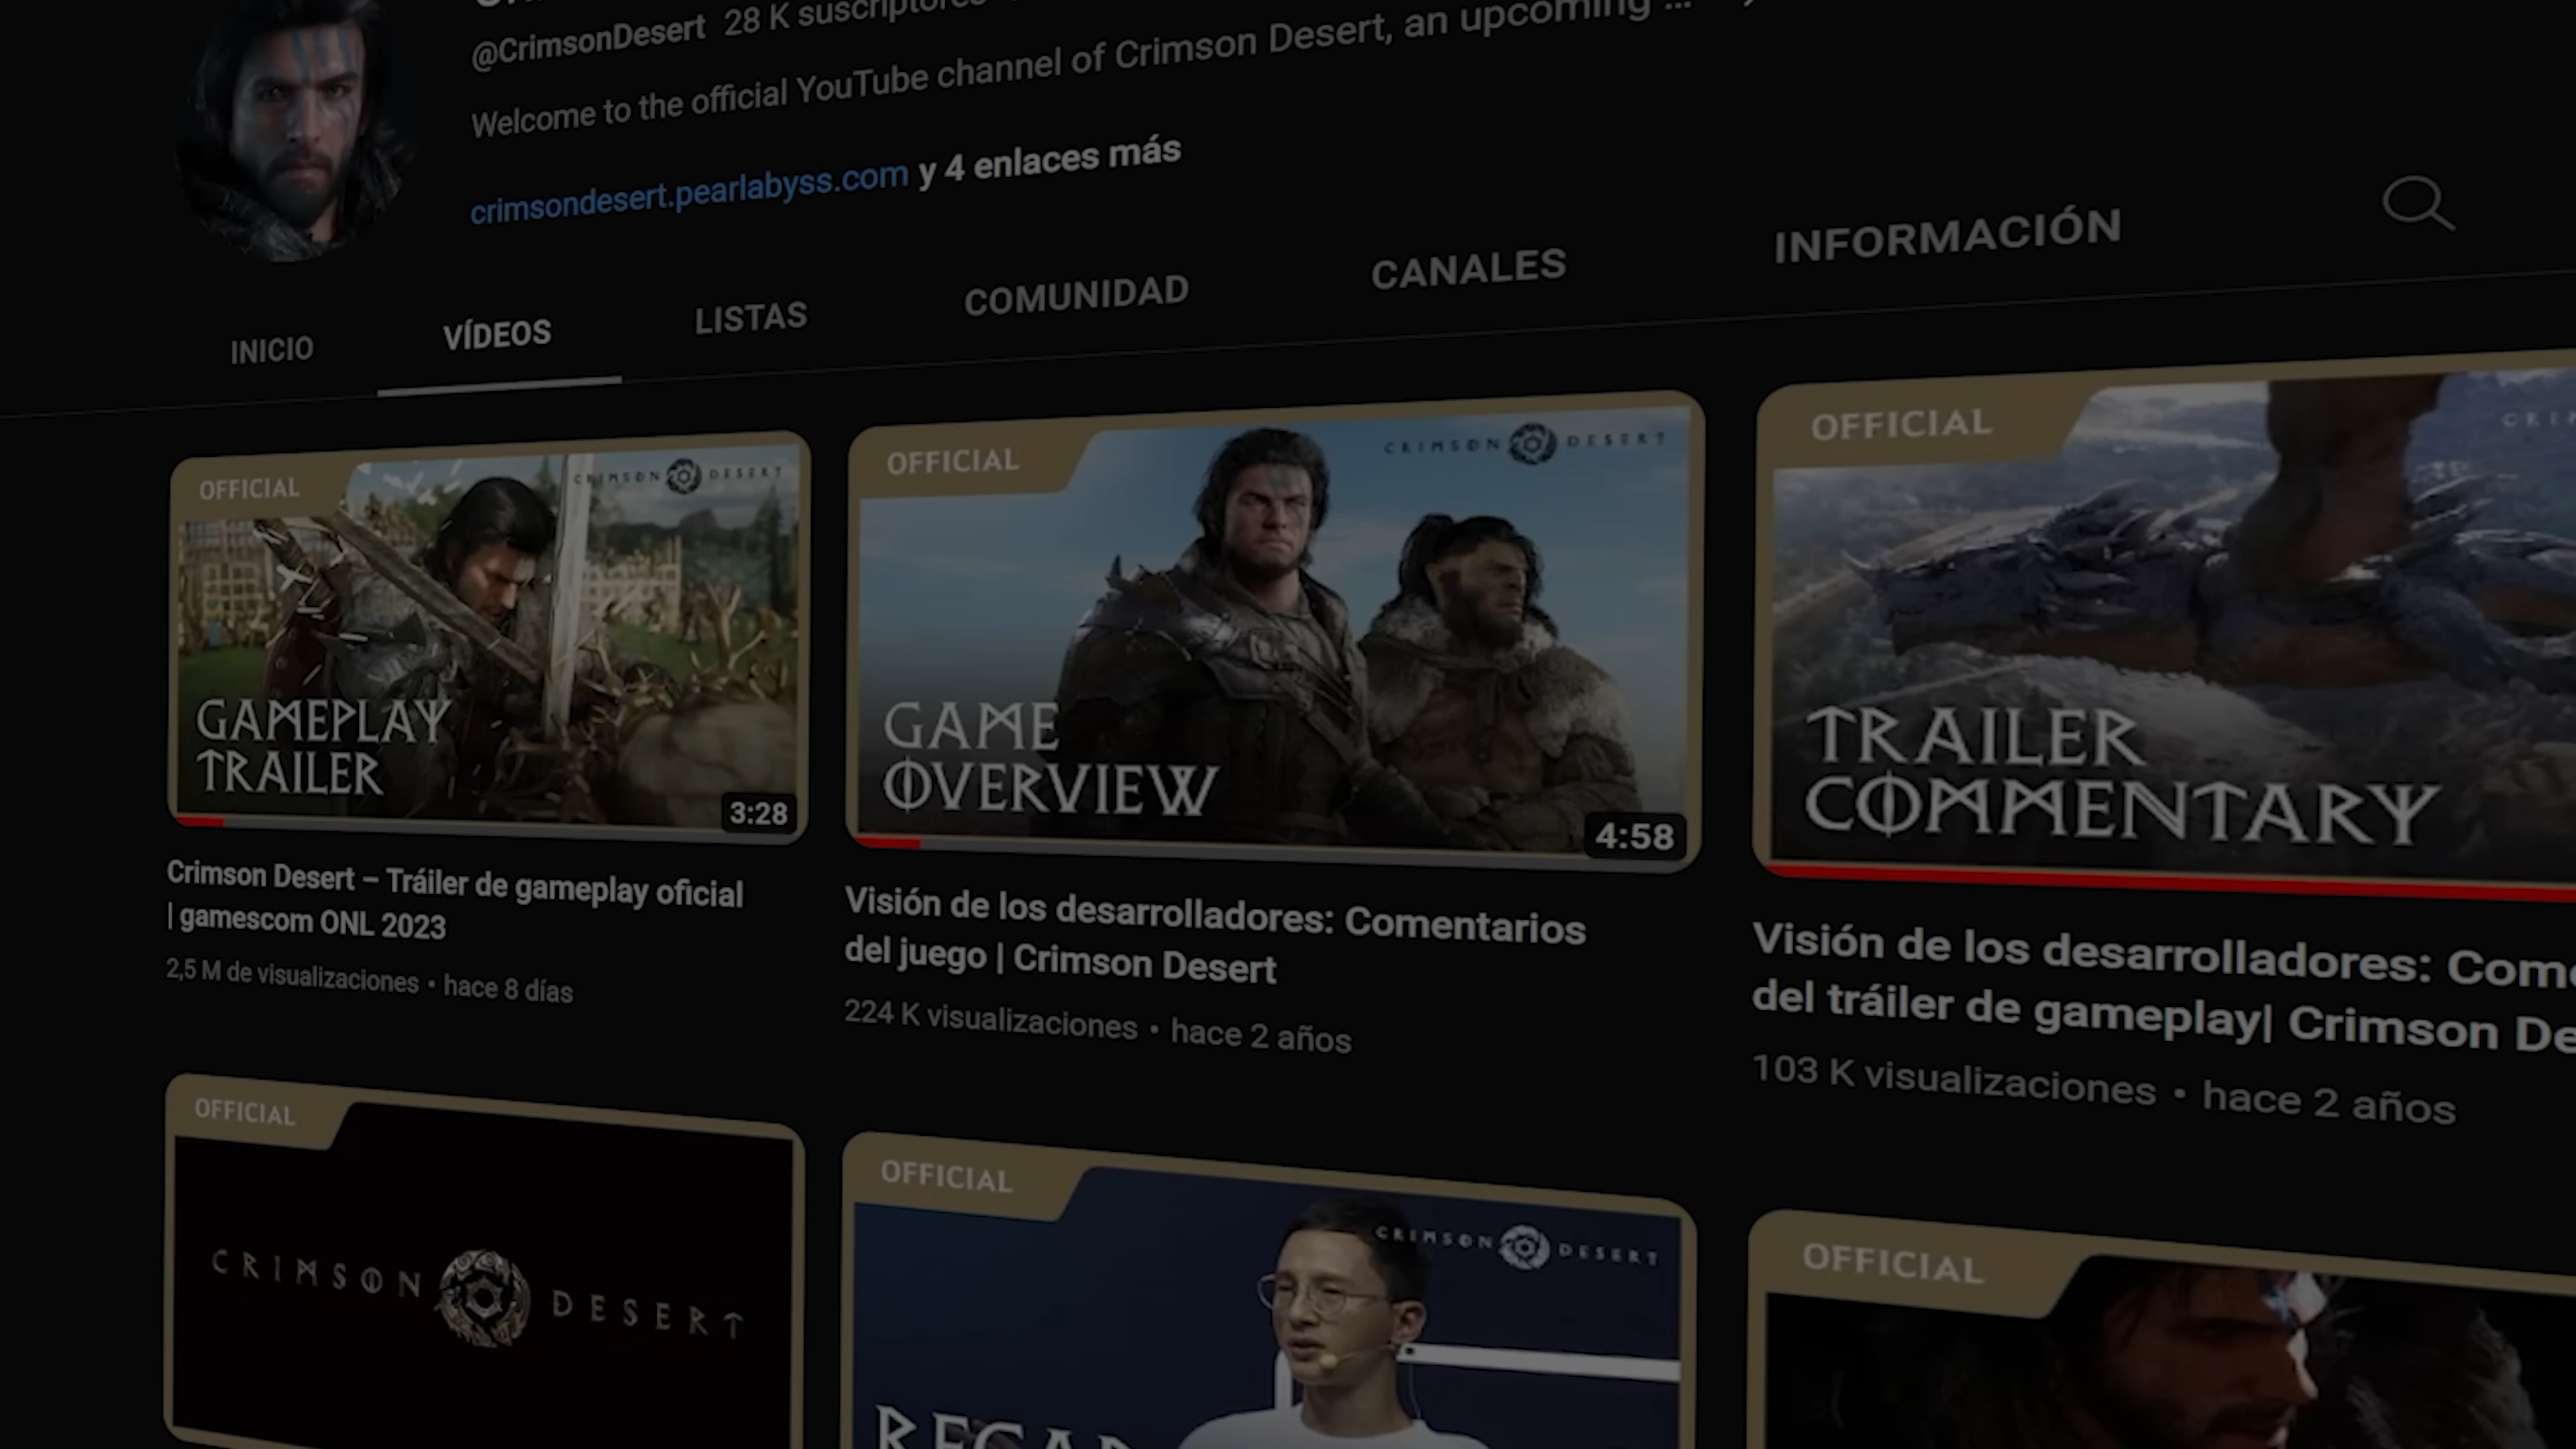 @CrimsonDesert 28 K suscriptores
Welcome to the official YouTube channel of Crimson Desert, an upcoming ...
crimsondesert.pearlabyss.com y 4 enlaces más
INICIO VÍDEOS LISTAS COMUNIDAD CANALES INFORMACIÓN
OFFICIAL
CRIMSON DESERT
GAMEPLAY
TRAILER
3:28
Crimson Desert – Tráiler de gameplay oficial
| gamescom ONL 2023
2,5 M de visualizaciones • hace 8 días
OFFICIAL
CRIMSON DESERT
GAME
OVERVIEW
4:58
Visión de los desarrolladores: Comentarios
del juego | Crimson Desert
224 K visualizaciones • hace 2 años
OFFICIAL
TRAILER
COMMENTARY
Visión de los desarrolladores:
del tráiler de gameplay| Crimson
103 K visualizaciones • hace 2 años
OFFICIAL
CRIMSON DESERT
OFFICIAL
CRIMSON DESERT
OFFICIAL